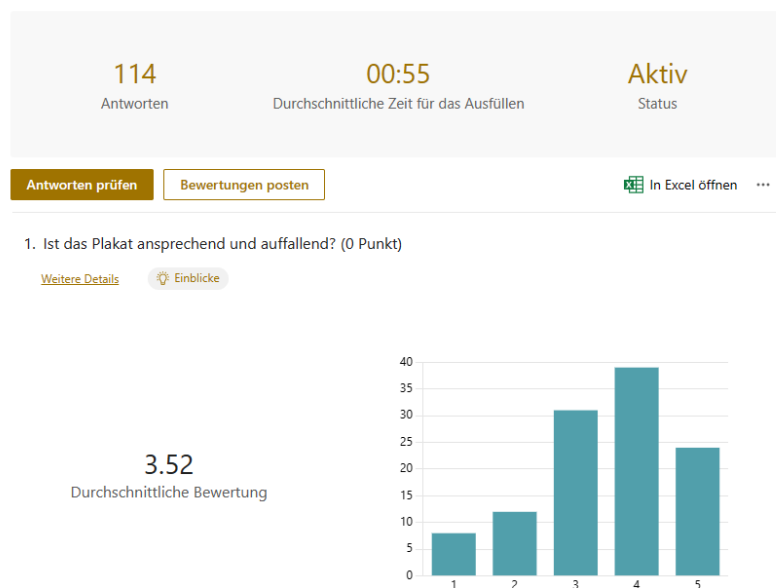 114
Antworten
00:55
Durchschnittliche Zeit für das Ausfüllen
Aktiv
Status
Antworten prüfen
Bewertungen posten
In Excel öffnen
1. Ist das Plakat ansprechend und auffallend? (0 Punkt)
Weitere Details
Einblicke
3.52
Durchschnittliche Bewertung
40
35
30
25
20
15
10
5
0
1 2 3 4 5